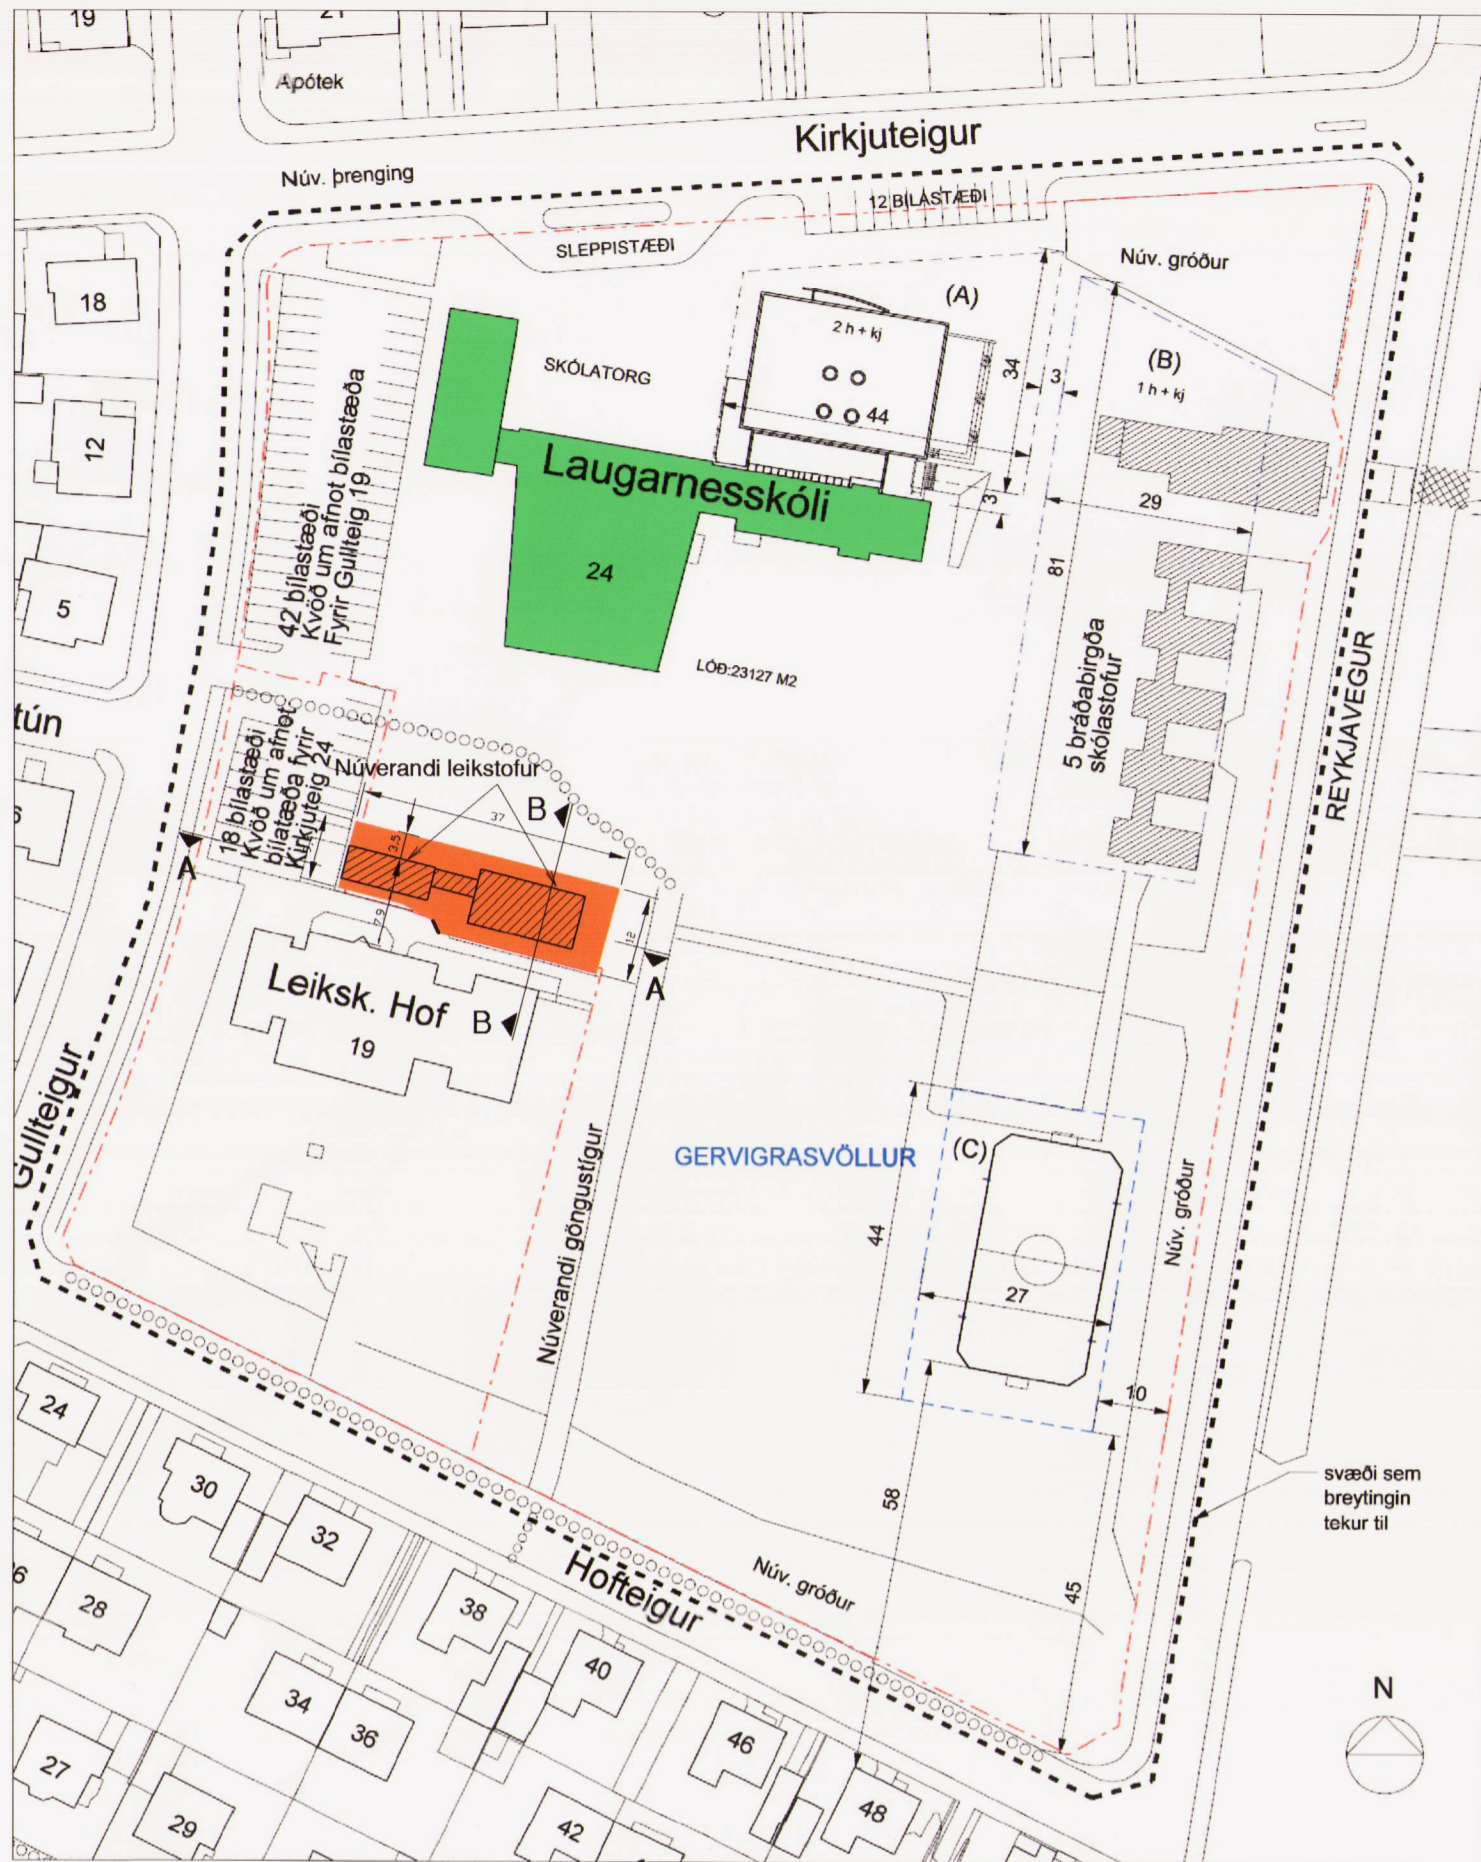 19
21
Apótek
Kirkjuteigur
Núv. þrenging
12 BÍLASTÆÐI
SLEPPISTÆÐI
Núv. gróður
(A)
2 h + kj
18
34
3
(B)
1 h + kj
SKÓLATORG
44
12
Laugarnesskóli
42 bílastæði
Kvöð um afnot bílastæða
Fyrir Gullteig 19
3
29
24
81
5
5 bráðabirgða
skólastofur
LÓÐ:23127 M2
REYKJAVEGUR
tún
18 bílastæði
Kvöð um afnot
bílatæða fyrir
Kirkjuteig 24
Núverandi leikstofur
B
37
3.5
A
7.9
12
A
Leiksk. Hof
B
19
Gullteigur
Núverandi göngustígur
GERVIGRASVÖLLUR
(C)
44
27
Núv. gróður
10
24
58
45
svæði sem
breytingin
tekur til
30
32
Hofteigur
Núv. gróður
28
38
40
34
36
46
N
27
29
42
48